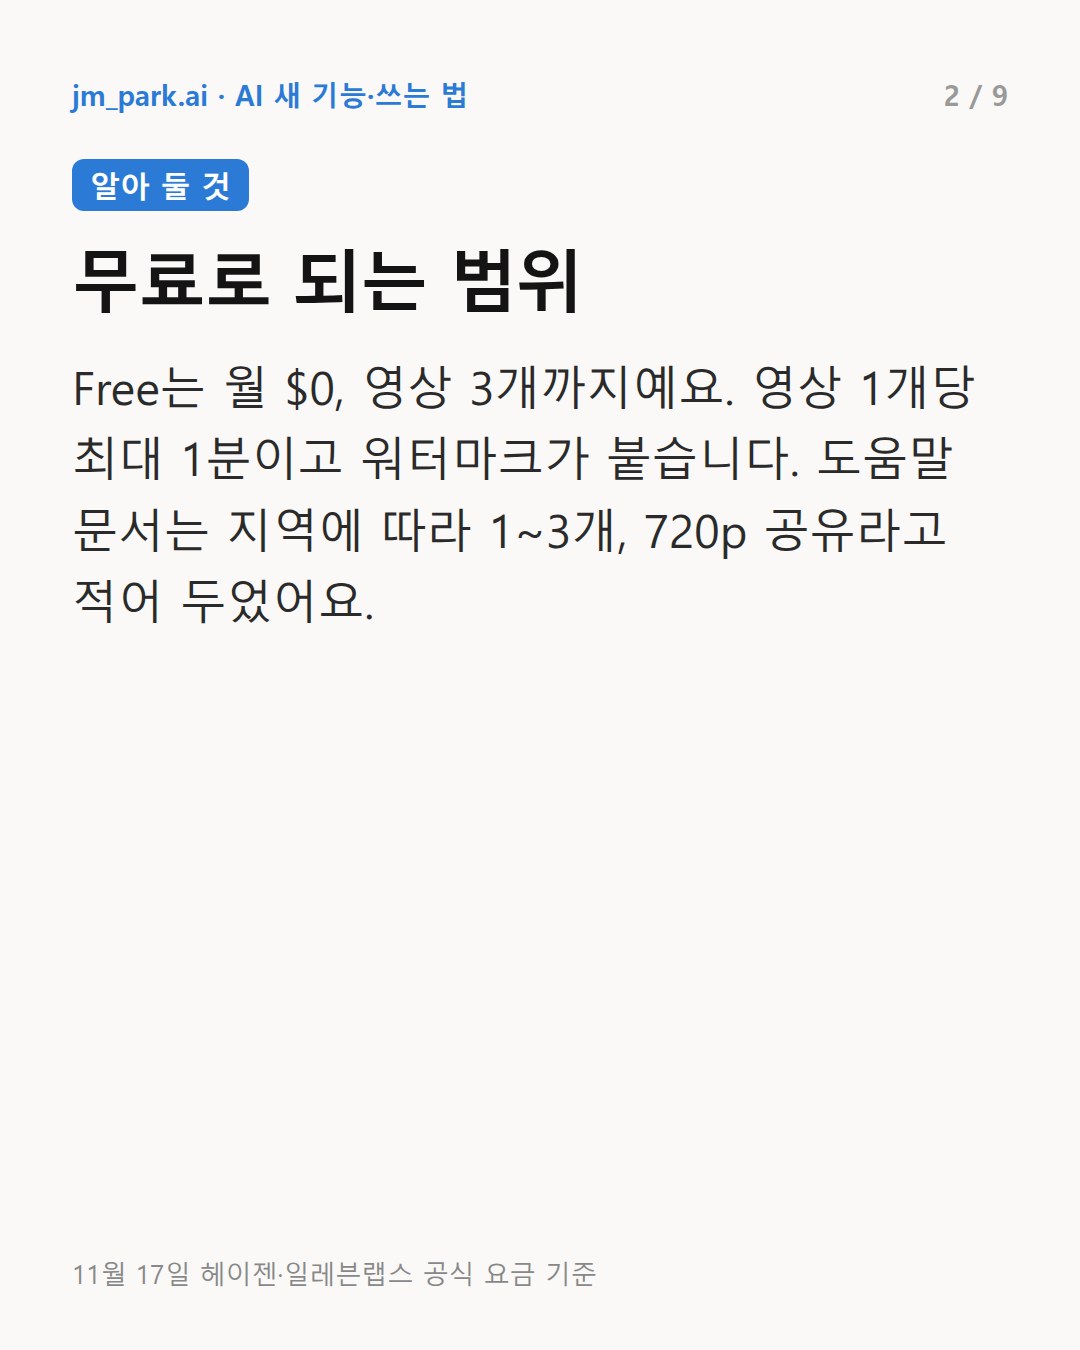 jm_park.ai · AI 새 기능·쓰는 법
2 / 9
알아 둘 것
무료로 되는 범위
Free는 월 $0, 영상 3개까지예요. 영상 1개당
최대 1분이고 워터마크가 붙습니다. 도움말
문서는 지역에 따라 1~3개, 720p 공유라고
적어 두었어요.
11월 17일 헤이젠·일레븐랩스 공식 요금 기준